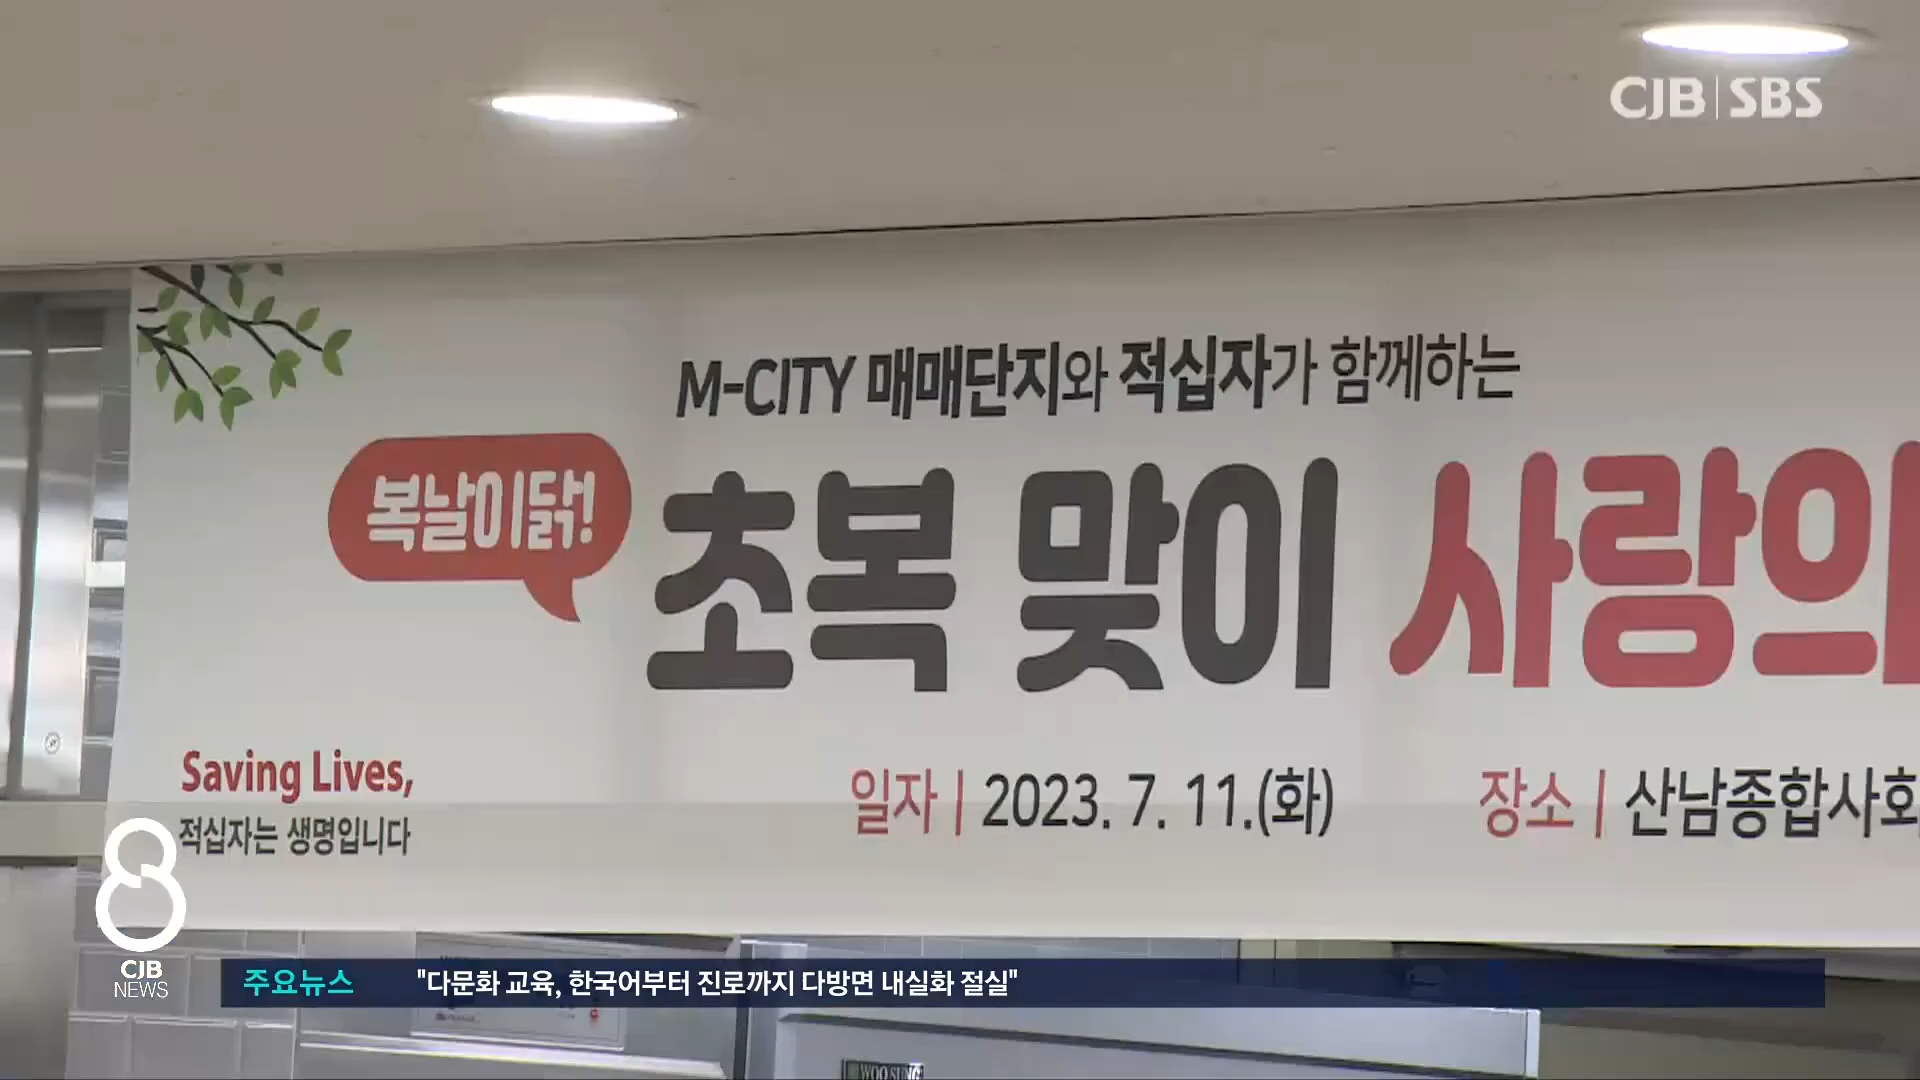 CJB | SBS
M-CITY 매매단지와 적십자가 함께하는
복날이닭!
초복 맞이 사랑의
Saving Lives,
적십자는 생명입니다
일자 | 2023. 7. 11.(화)
장소 | 산남종합사회
8
CJB
NEWS
주요뉴스 "다문화 교육, 한국어부터 진로까지 다방면 내실화 절실"
WOOSUNG